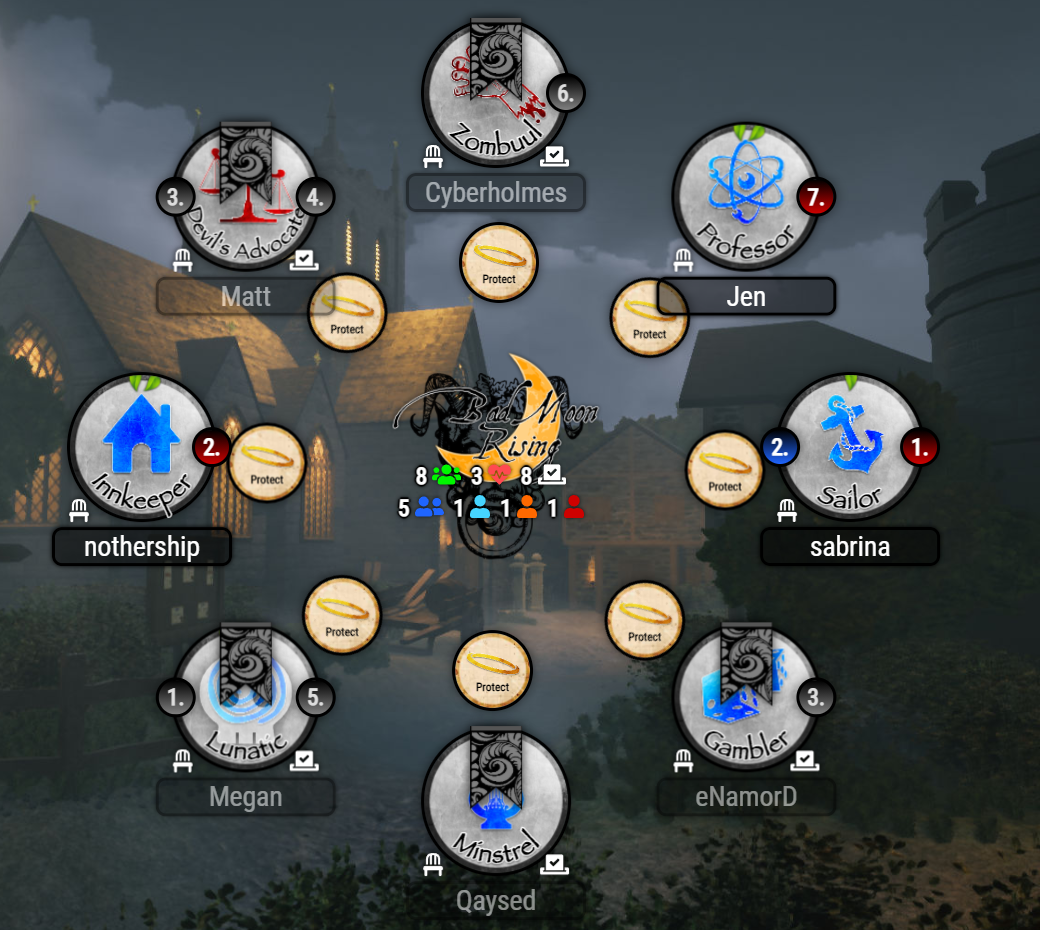 6.
Zombuul
Cyberholmes
3.
4.
Devil's Advocate
Matt
7.
Professor
Jen
Protect
Protect
Protect
2.
Innkeeper
nothership
Protect
Bad Moon
Rising
8 3 8
5 1 1 1
Protect
2.
1.
Sailor
sabrina
Protect
Protect
Protect
1.
5.
Lunatic
Megan
Minstrel
Qaysed
3.
Gambler
eNamorD